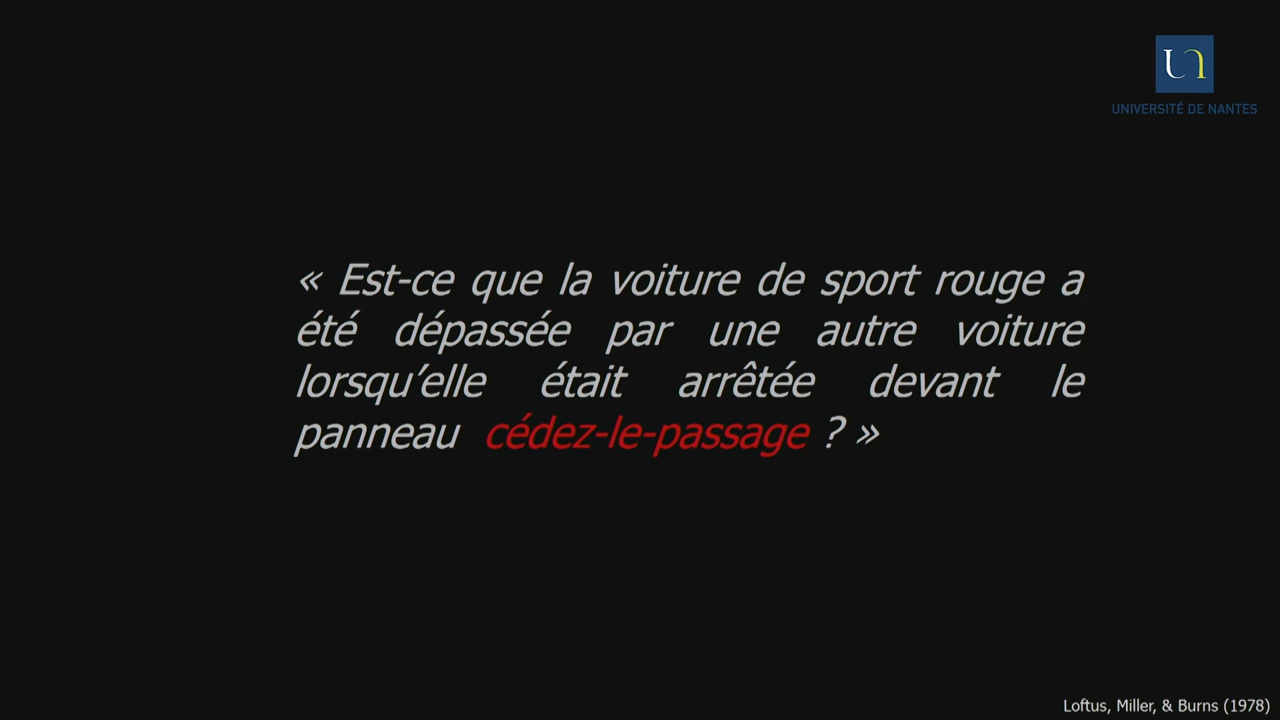 UNIVERSITÉ DE NANTES
« Est-ce que la voiture de sport rouge a
été dépassée par une autre voiture
lorsqu’elle était arrêtée devant le
panneau cédez-le-passage ? »
Loftus, Miller, & Burns (1978)